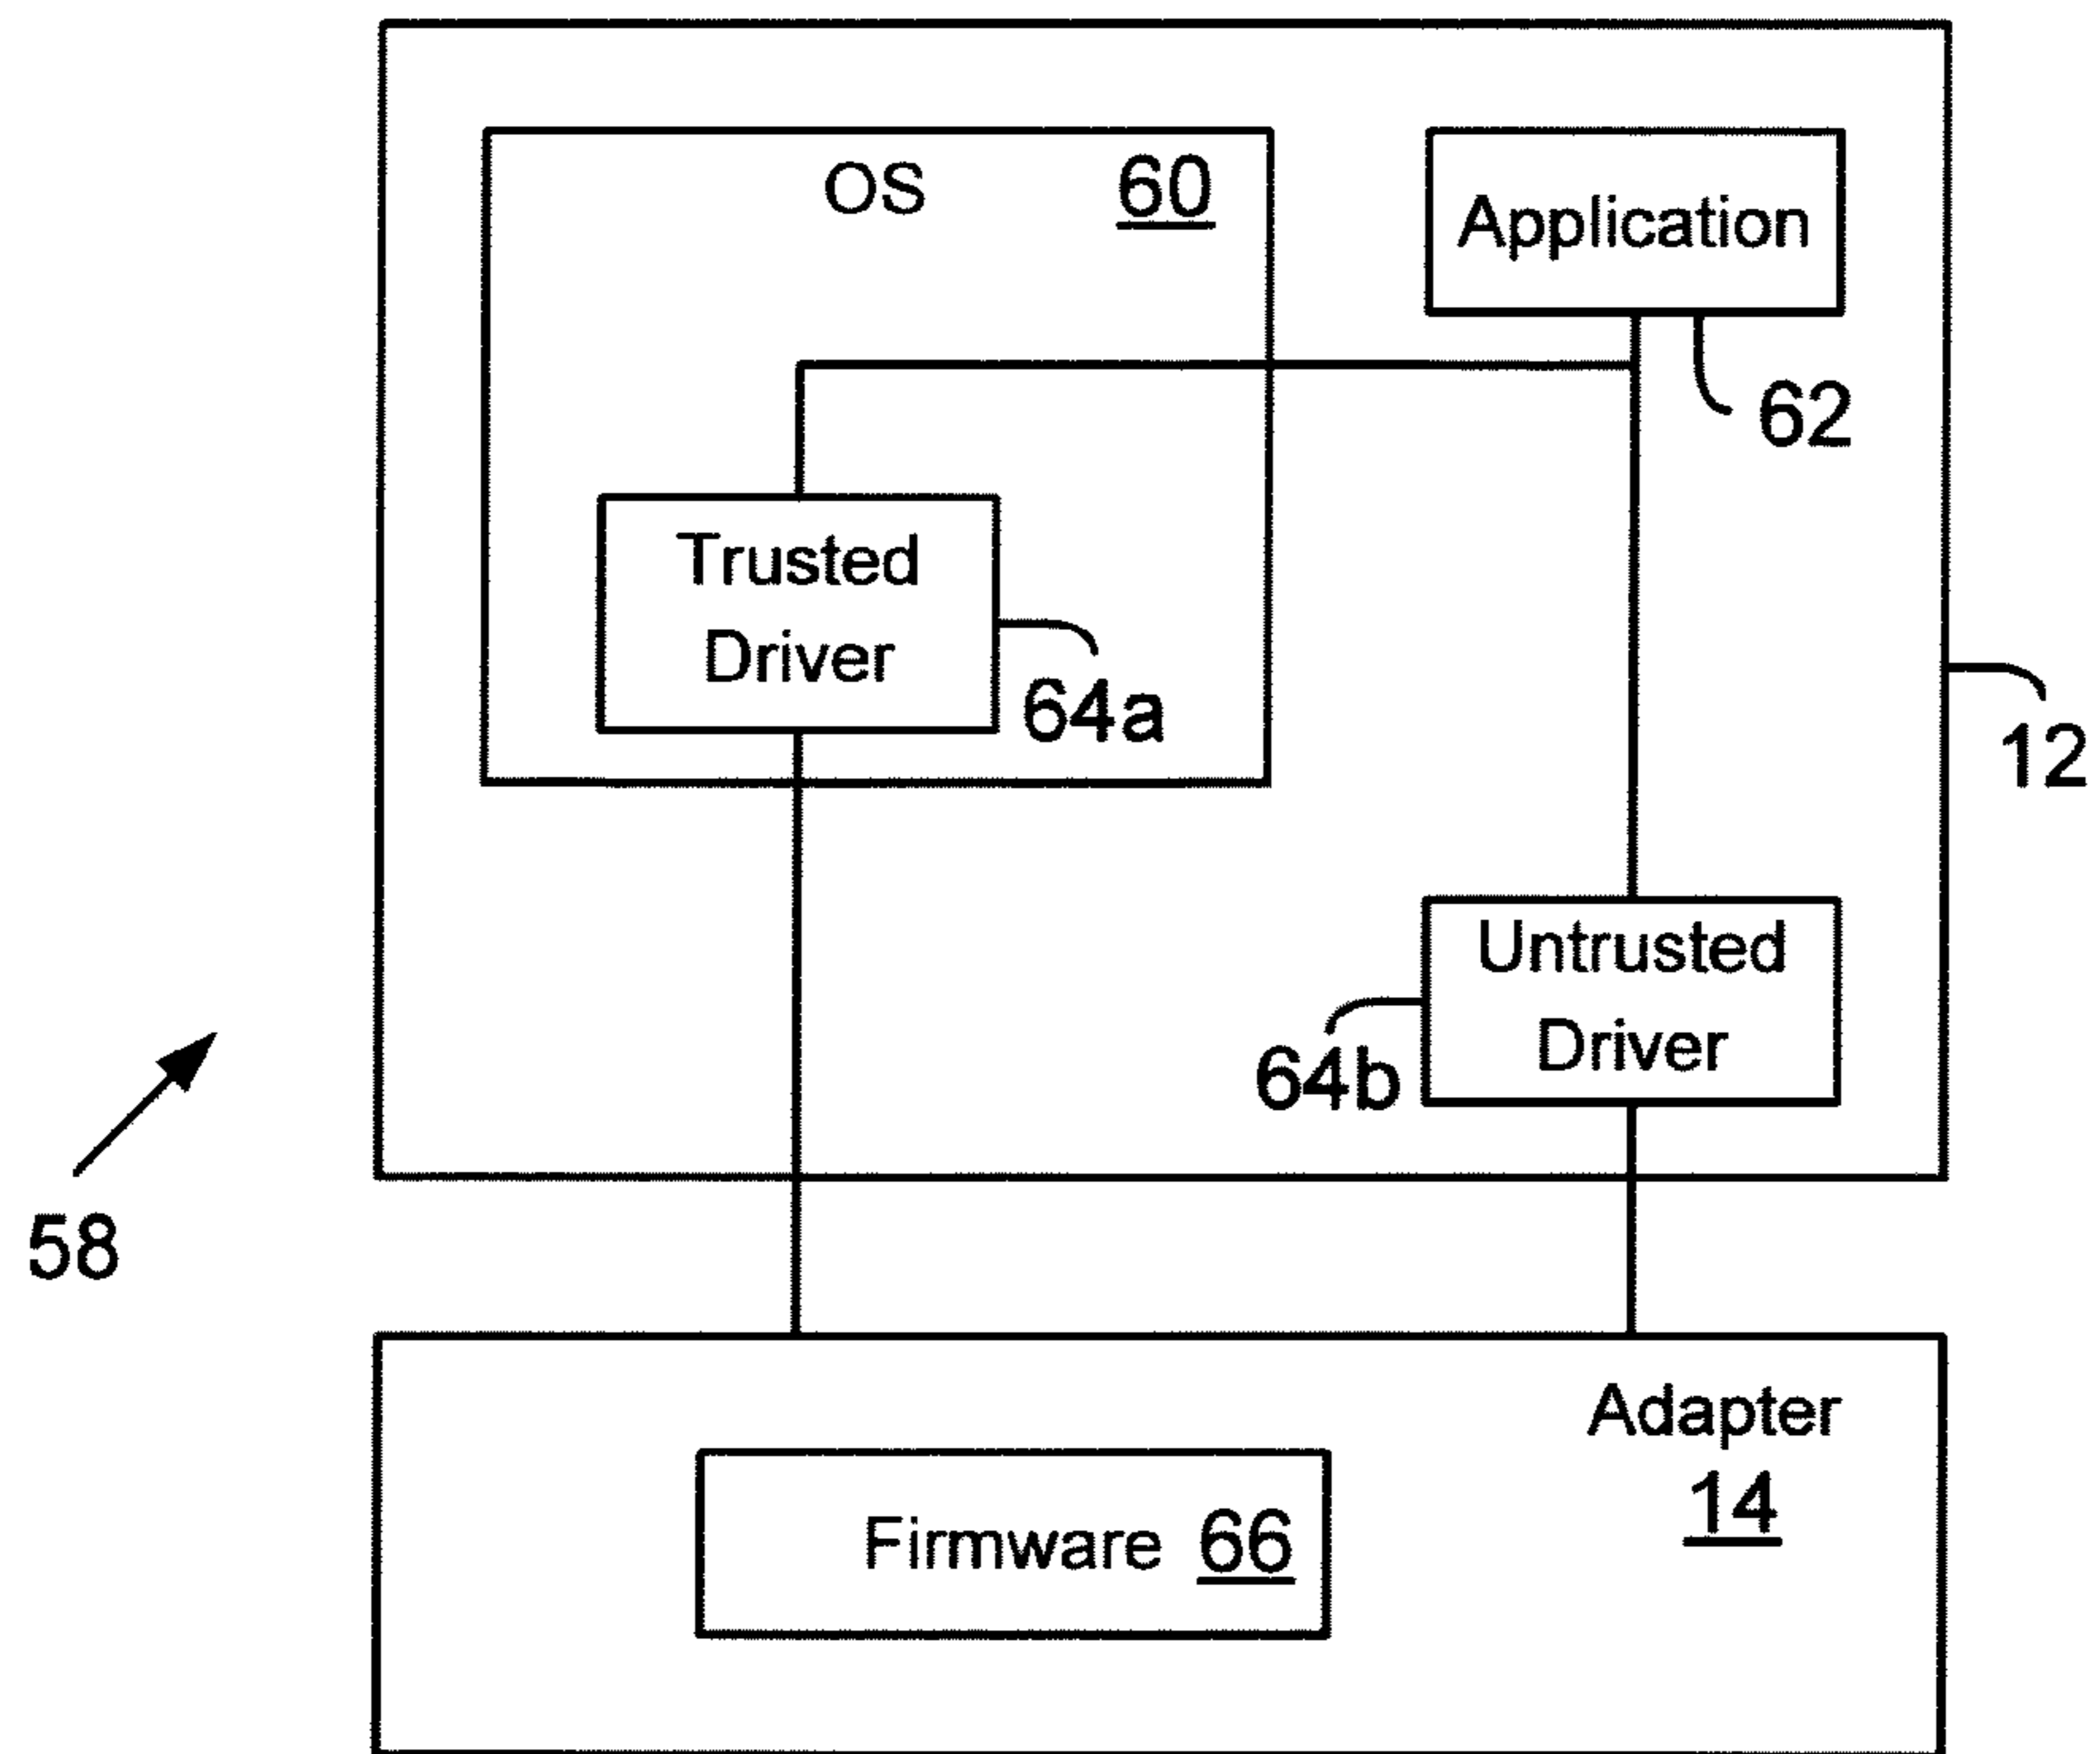 OS 60
Application
62
Trusted
Driver
64a
12
Untrusted
Driver
64b
58
Adapter
14
Firmware 66